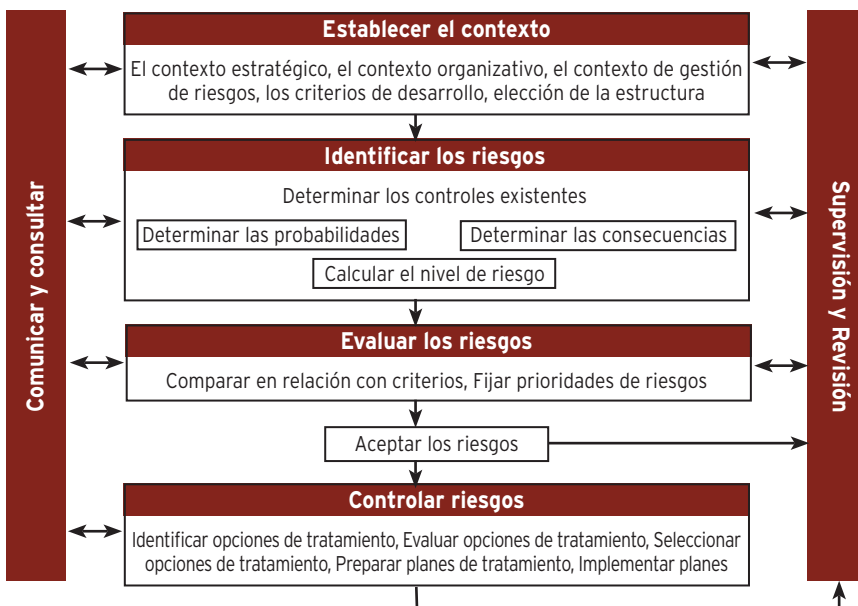 Comunicar y consultar
Establecer el contexto
El contexto estratégico, el contexto organizativo, el contexto de gestión
de riesgos, los criterios de desarrollo, elección de la estructura
Identificar los riesgos
Determinar los controles existentes
Determinar las probabilidades
Determinar las consecuencias
Calcular el nivel de riesgo
Evaluar los riesgos
Comparar en relación con criterios, Fijar prioridades de riesgos
Aceptar los riesgos
Controlar riesgos
Identificar opciones de tratamiento, Evaluar opciones de tratamiento, Seleccionar
opciones de tratamiento, Preparar planes de tratamiento, Implementar planes
Supervisión y Revisión